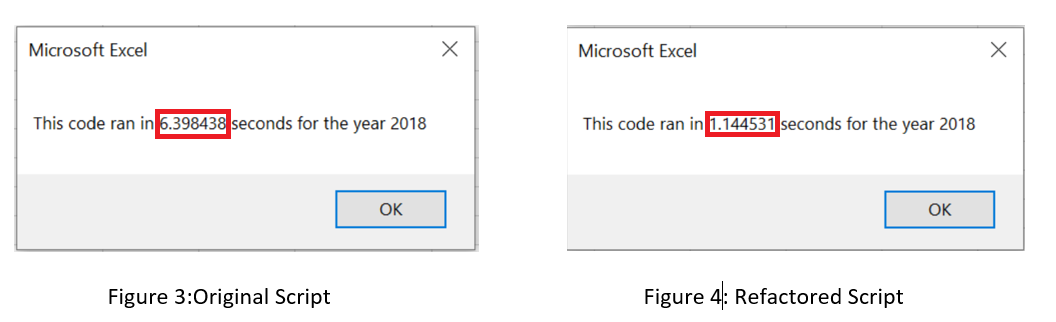 Microsoft Excel
This code ran in 6.398438 seconds for the year 2018
OK
Figure 3:Original Script
Microsoft Excel
This code ran in 1.144531 seconds for the year 2018
OK
Figure 4: Refactored Script